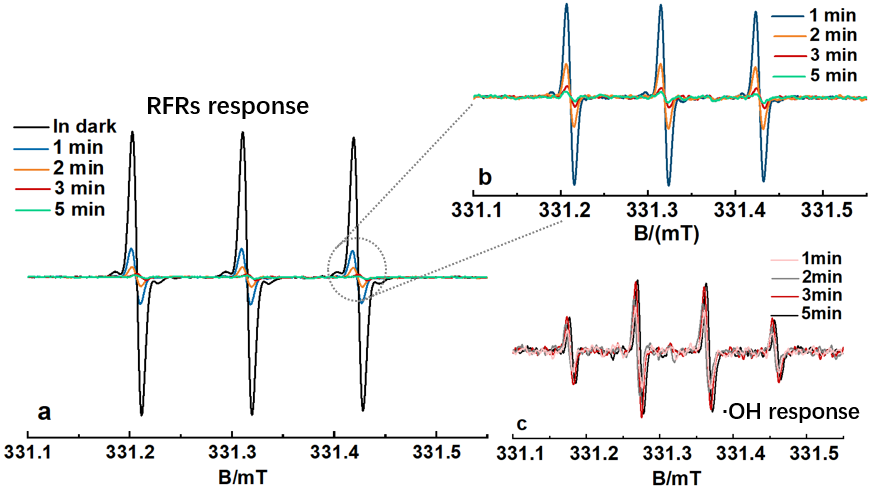 RFRs response
In dark
1 min
2 min
3 min
5 min
a
331.1 331.2 331.3 331.4 331.5
B/mT
1 min
2 min
3 min
5 min
b
331.1 331.2 331.3 331.4 331.5
B/(mT)
1min
2min
3min
5min
·OH response
c
331.1 331.2 331.3 331.4 331.5
B/mT